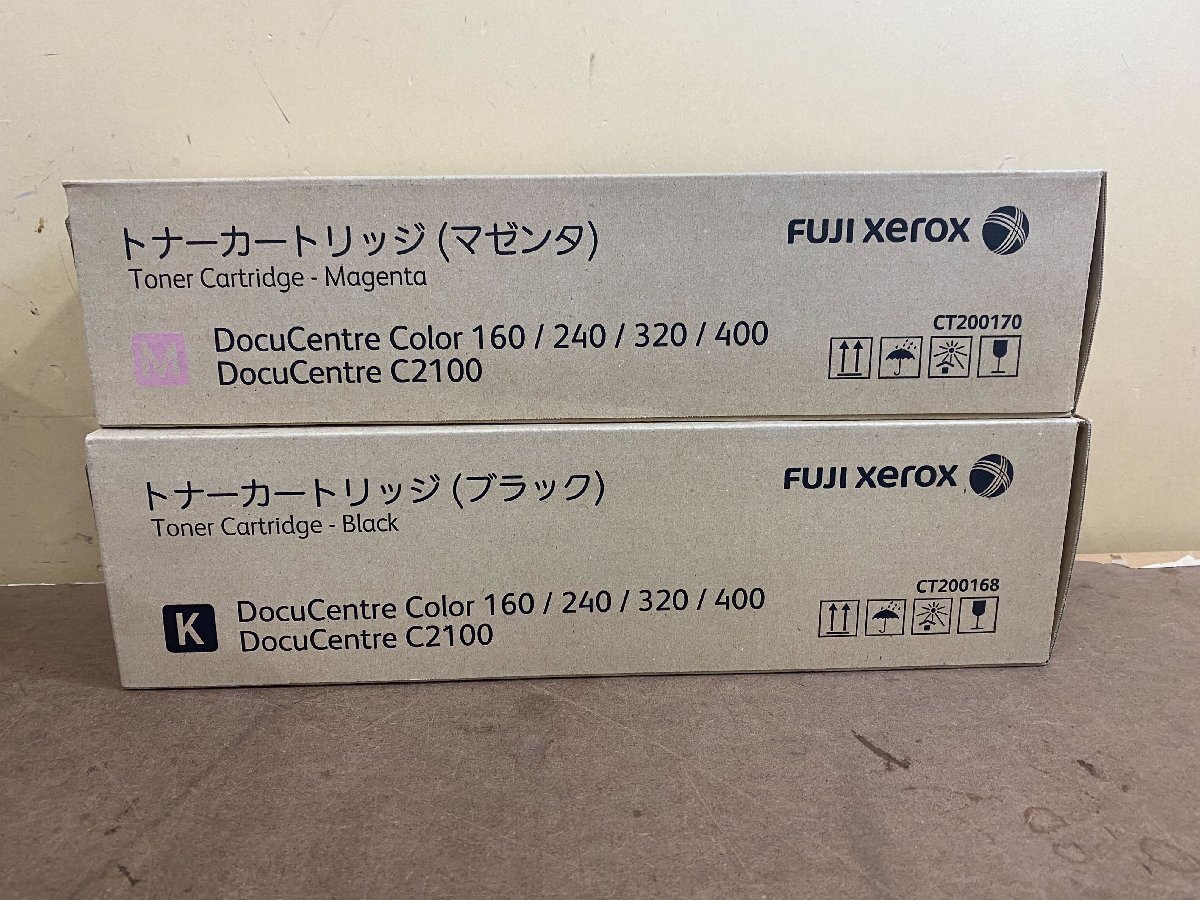 トナーカートリッジ (マゼンタ)
Toner Cartridge - Magenta
FUJI xerox
M
DocuCentre Color 160 / 240 / 320 / 400
DocuCentre C2100
CT200170
トナーカートリッジ (ブラック)
Toner Cartridge - Black
FUJI xerox
K
DocuCentre Color 160 / 240 / 320 / 400
DocuCentre C2100
CT200168